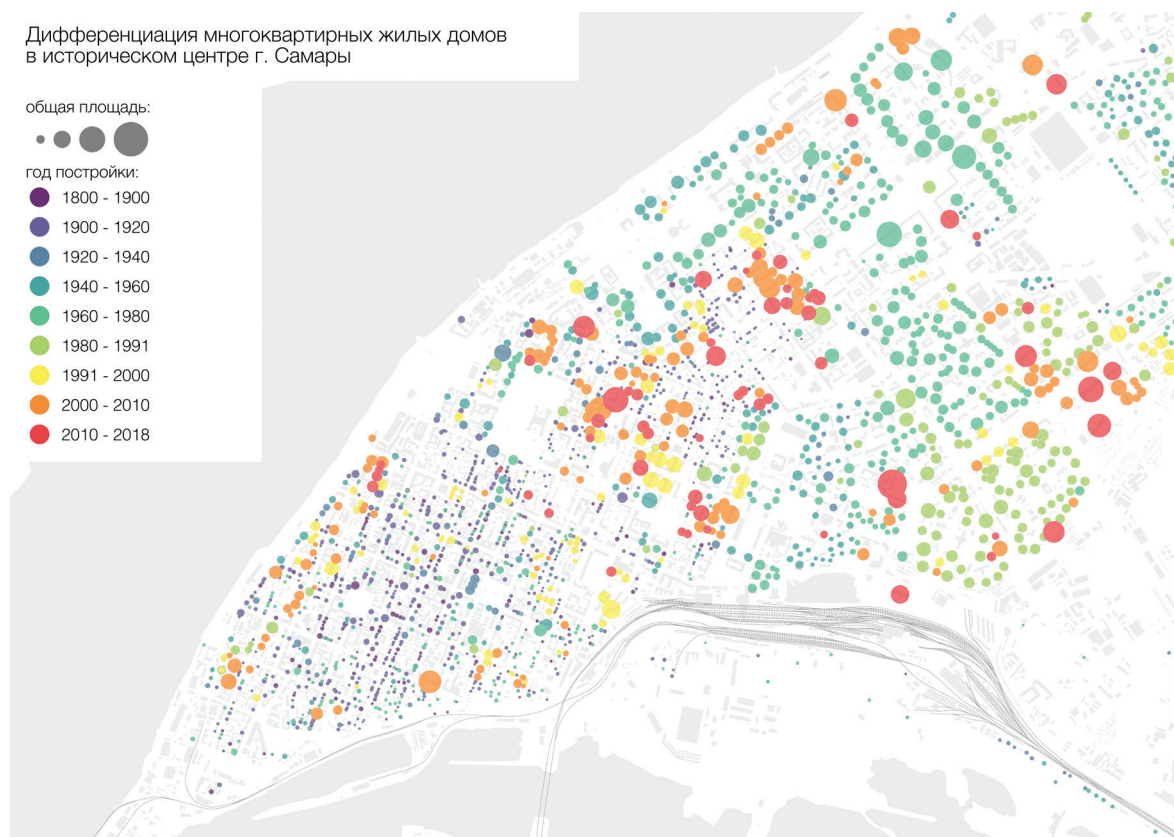 Дифференциация многоквартирных жилых домов
в историческом центре г. Самары
общая площадь:
год постройки:
1800 - 1900
1900 - 1920
1920 - 1940
1940 - 1960
1960 - 1980
1980 - 1991
1991 - 2000
2000 - 2010
2010 - 2018